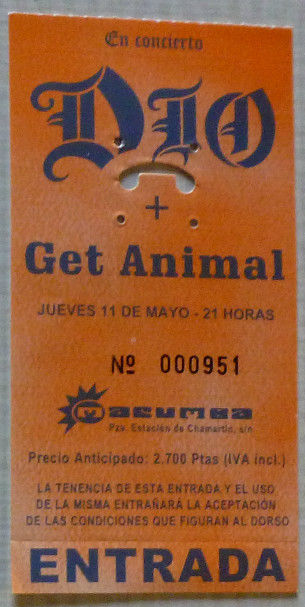 En concierto
DIO
+
Get Animal
JUEVES 11 DE MAYO - 21 HORAS
Nº 000951
macumba
Pza. Estación de Chamartín, s/n
Precio Anticipado: 2.700 Ptas (IVA incl.)
LA TENENCIA DE ESTA ENTRADA Y EL USO
DE LA MISMA ENTRAÑARÁ LA ACEPTACIÓN
DE LAS CONDICIONES QUE FIGURAN AL DORSO
ENTRADA